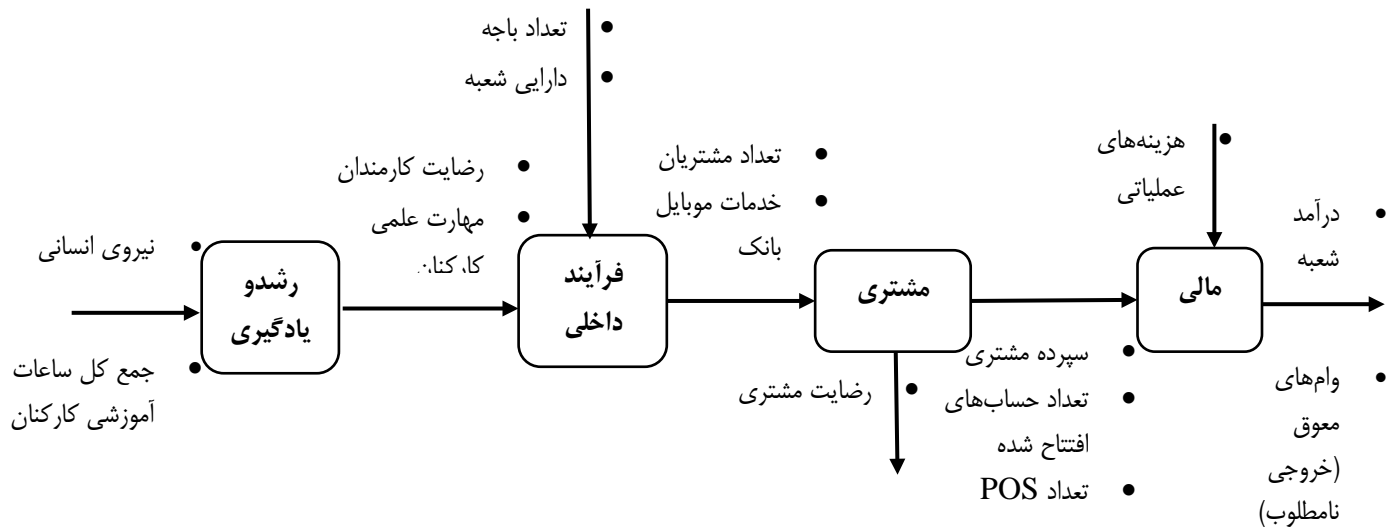 تعداد باجه
دارایی شعبه
رضایت کارمندان
مهارت علمی
کارکنان
تعداد مشتریان
خدمات موبایل
بانک
هزینه‌های
عملیاتی
درآمد
شعبه
نیروی انسانی
رشدو
یادگیری
فرآیند
داخلی
مشتری
مالی
جمع کل ساعات
آموزشی کارکنان
رضایت مشتری
سپرده مشتری
تعداد حساب‌های
افتتاح شده
تعداد POS
وام‌های
معوق
(خروجی
نامطلوب)